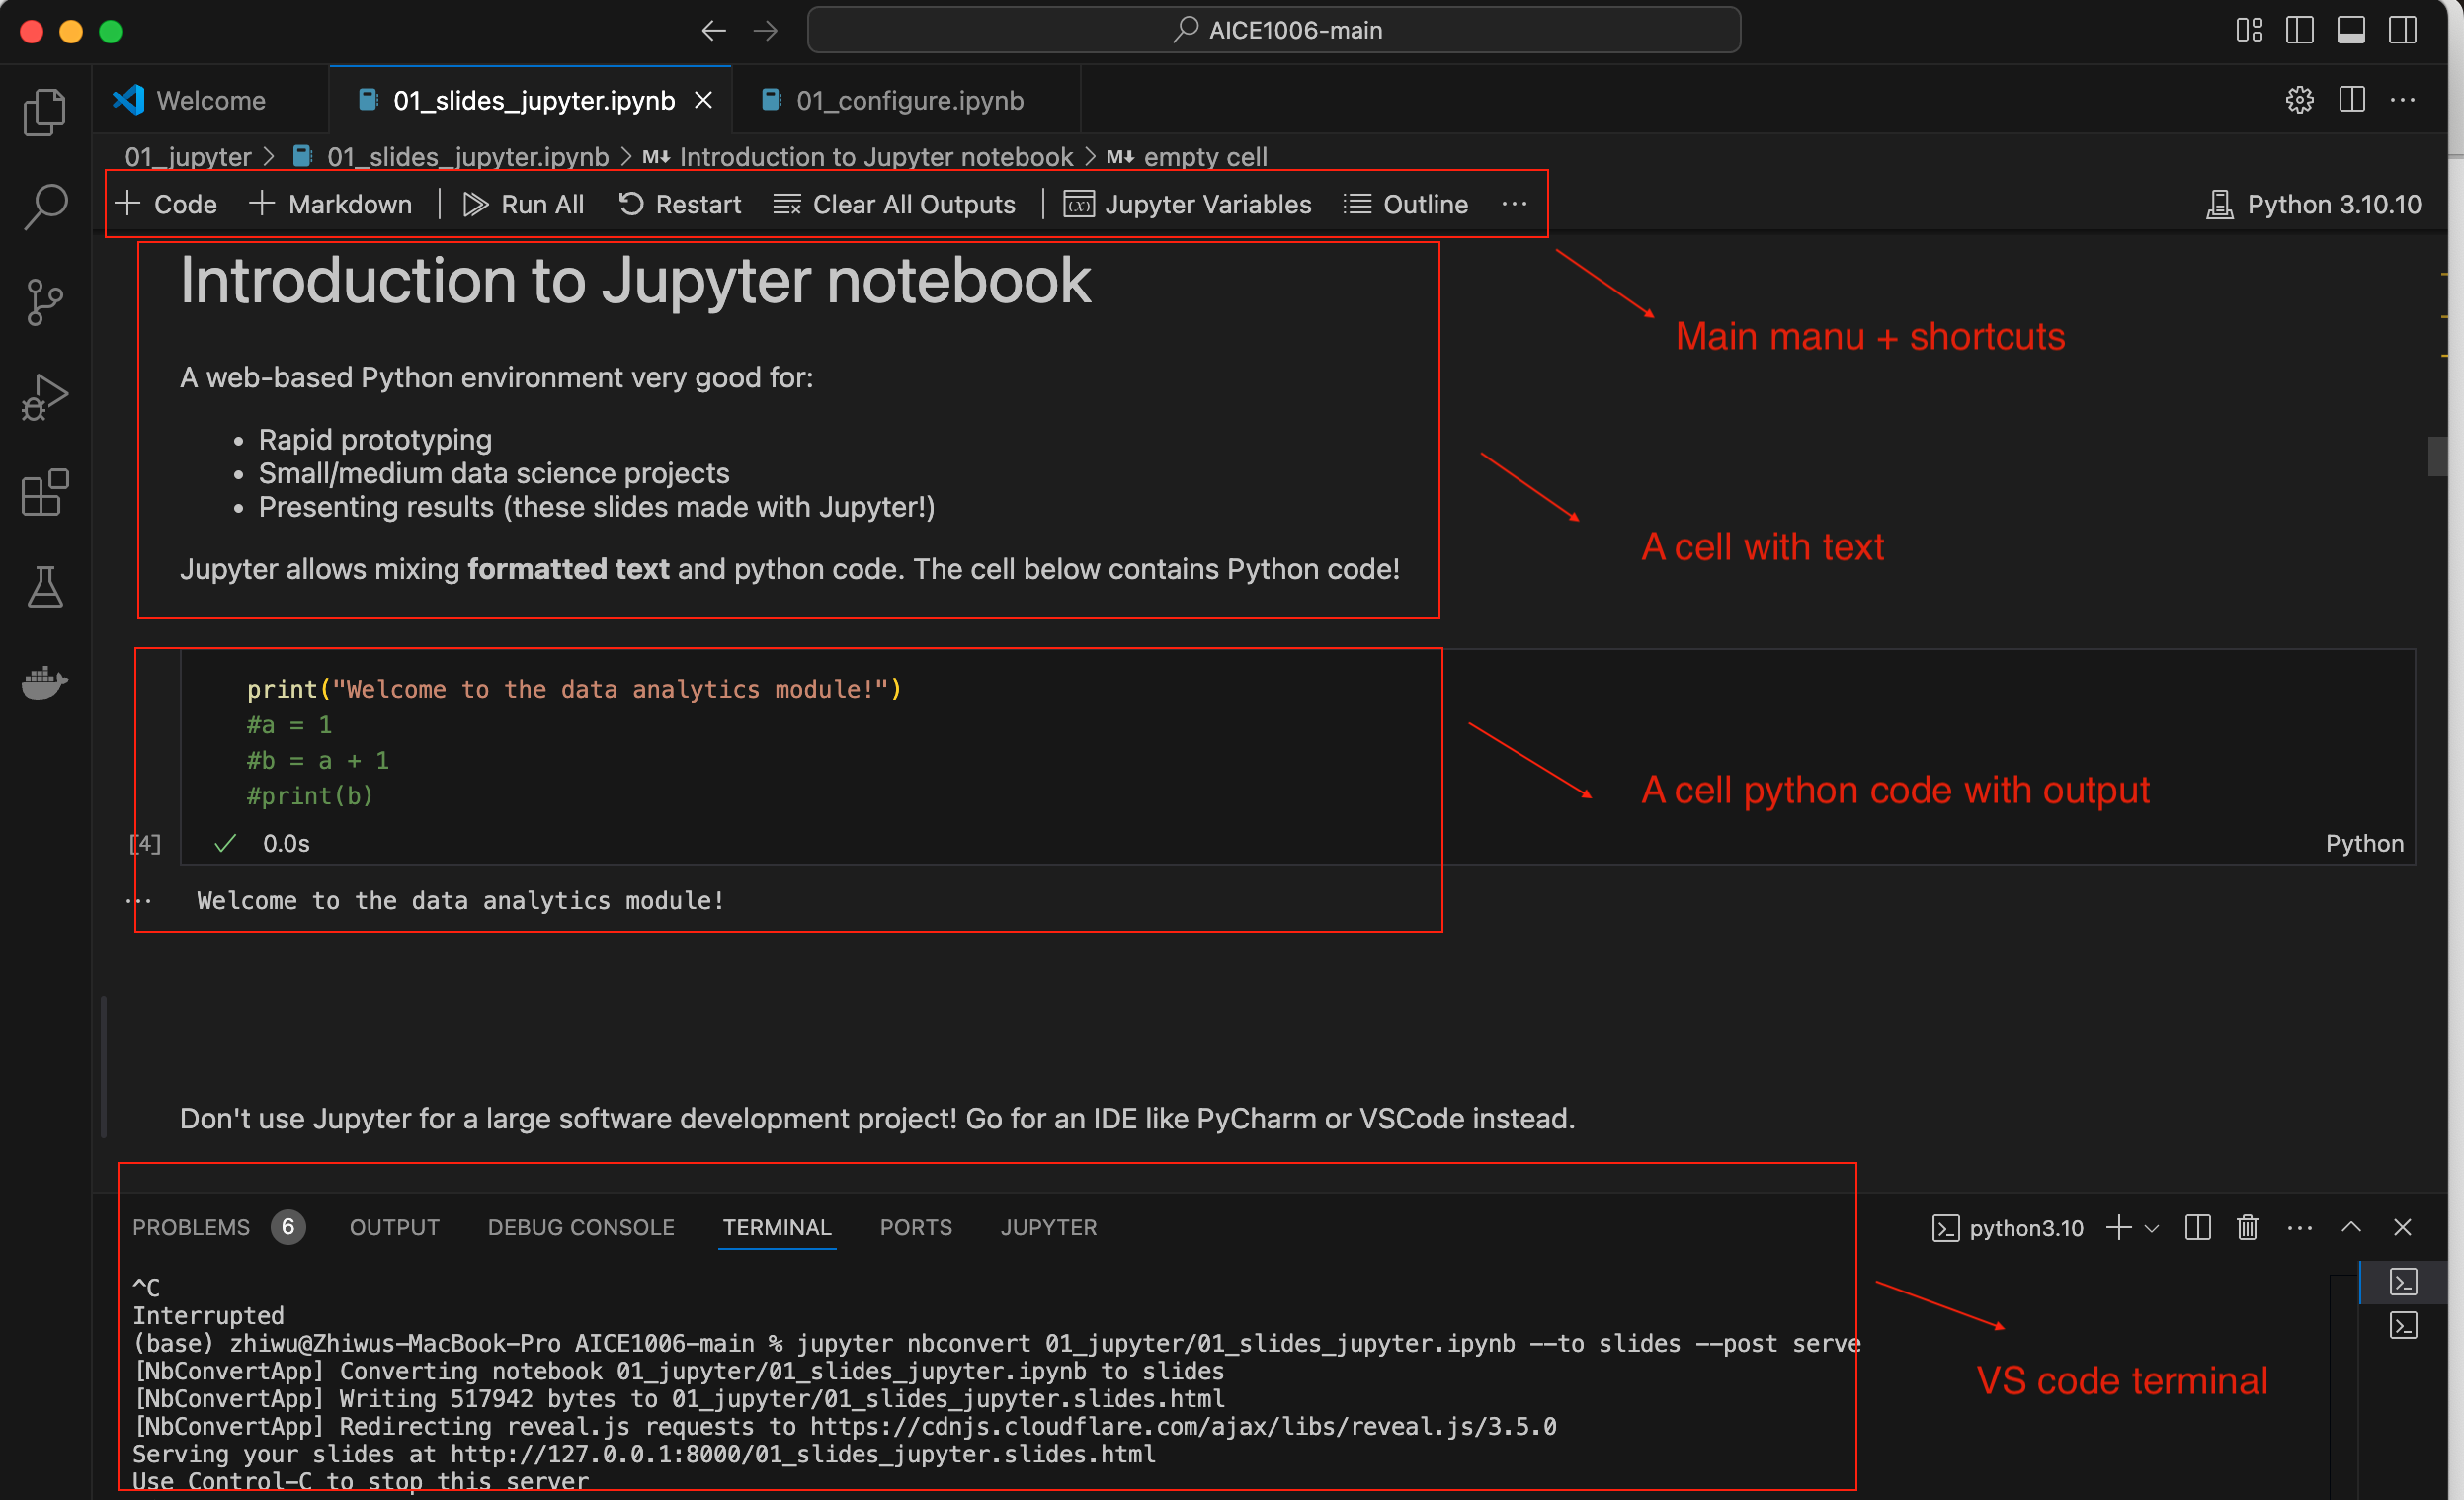 AICE1006-main
Welcome
01_slides_jupyter.ipynb
01_configure.ipynb
01_jupyter > 01_slides_jupyter.ipynb > M↓ Introduction to Jupyter notebook > M↓ empty cell
+ Code + Markdown | Run All Restart Clear All Outputs | (x) Jupyter Variables Outline ...
Python 3.10.10
Introduction to Jupyter notebook
Main manu + shortcuts
A web-based Python environment very good for:
• Rapid prototyping
• Small/medium data science projects
• Presenting results (these slides made with Jupyter!)
A cell with text
Jupyter allows mixing formatted text and python code. The cell below contains Python code!
print("Welcome to the data analytics module!")
#a = 1
#b = a + 1
#print(b)
A cell python code with output
[4] ✓ 0.0s
Python
... Welcome to the data analytics module!
Don't use Jupyter for a large software development project! Go for an IDE like PyCharm or VSCode instead.
PROBLEMS 6 OUTPUT DEBUG CONSOLE TERMINAL PORTS JUPYTER
python3.10
^C
Interrupted
(base) zhiwu@Zhiwus-MacBook-Pro AICE1006-main % jupyter nbconvert 01_jupyter/01_slides_jupyter.ipynb --to slides --post serve
[NbConvertApp] Converting notebook 01_jupyter/01_slides_jupyter.ipynb to slides
[NbConvertApp] Writing 517942 bytes to 01_jupyter/01_slides_jupyter.slides.html
[NbConvertApp] Redirecting reveal.js requests to https://cdnjs.cloudflare.com/ajax/libs/reveal.js/3.5.0
Serving your slides at http://127.0.0.1:8000/01_slides_jupyter.slides.html
Use Control-C to stop this server
VS code terminal